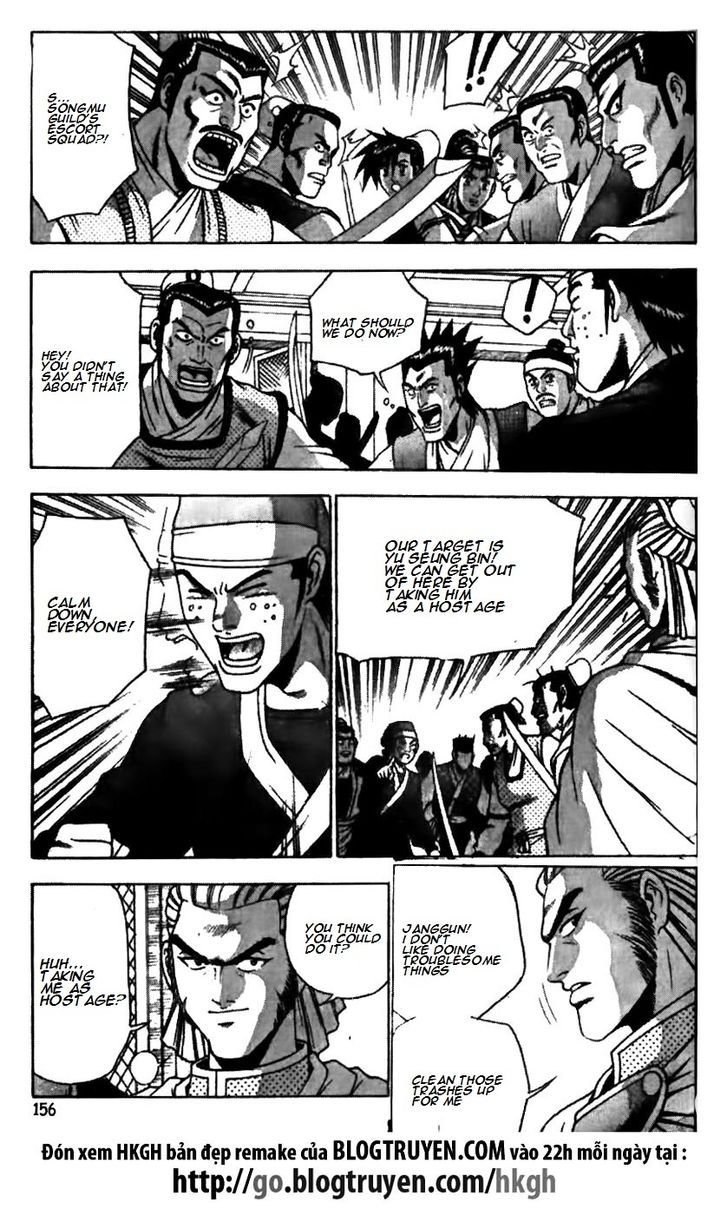 S...
SONGMU
GUILD'S
ESCORT
SQUAD?!
!!
HEY!
YOU DIDN'T
SAY A THING
ABOUT THAT!
WHAT SHOULD
WE DO NOW?
!
CALM
DOWN,
EVERYONE!
OUR TARGET IS
YU SEUNG BIN!
WE CAN GET OUT
OF HERE BY
TAKING HIM
AS A HOSTAGE
HUH...
TAKING
ME AS
HOSTAGE?
YOU THINK
YOU COULD
DO IT?
JANGGUN!
I DON'T
LIKE DOING
TROUBLESOME
THINGS
CLEAN THOSE
TRASHES UP
FOR ME
156
Đón xem HKGH bản đẹp remake của BLOGTRUYEN.COM vào 22h mỗi ngày tại :
http://go.blogtruyen.com/hkgh